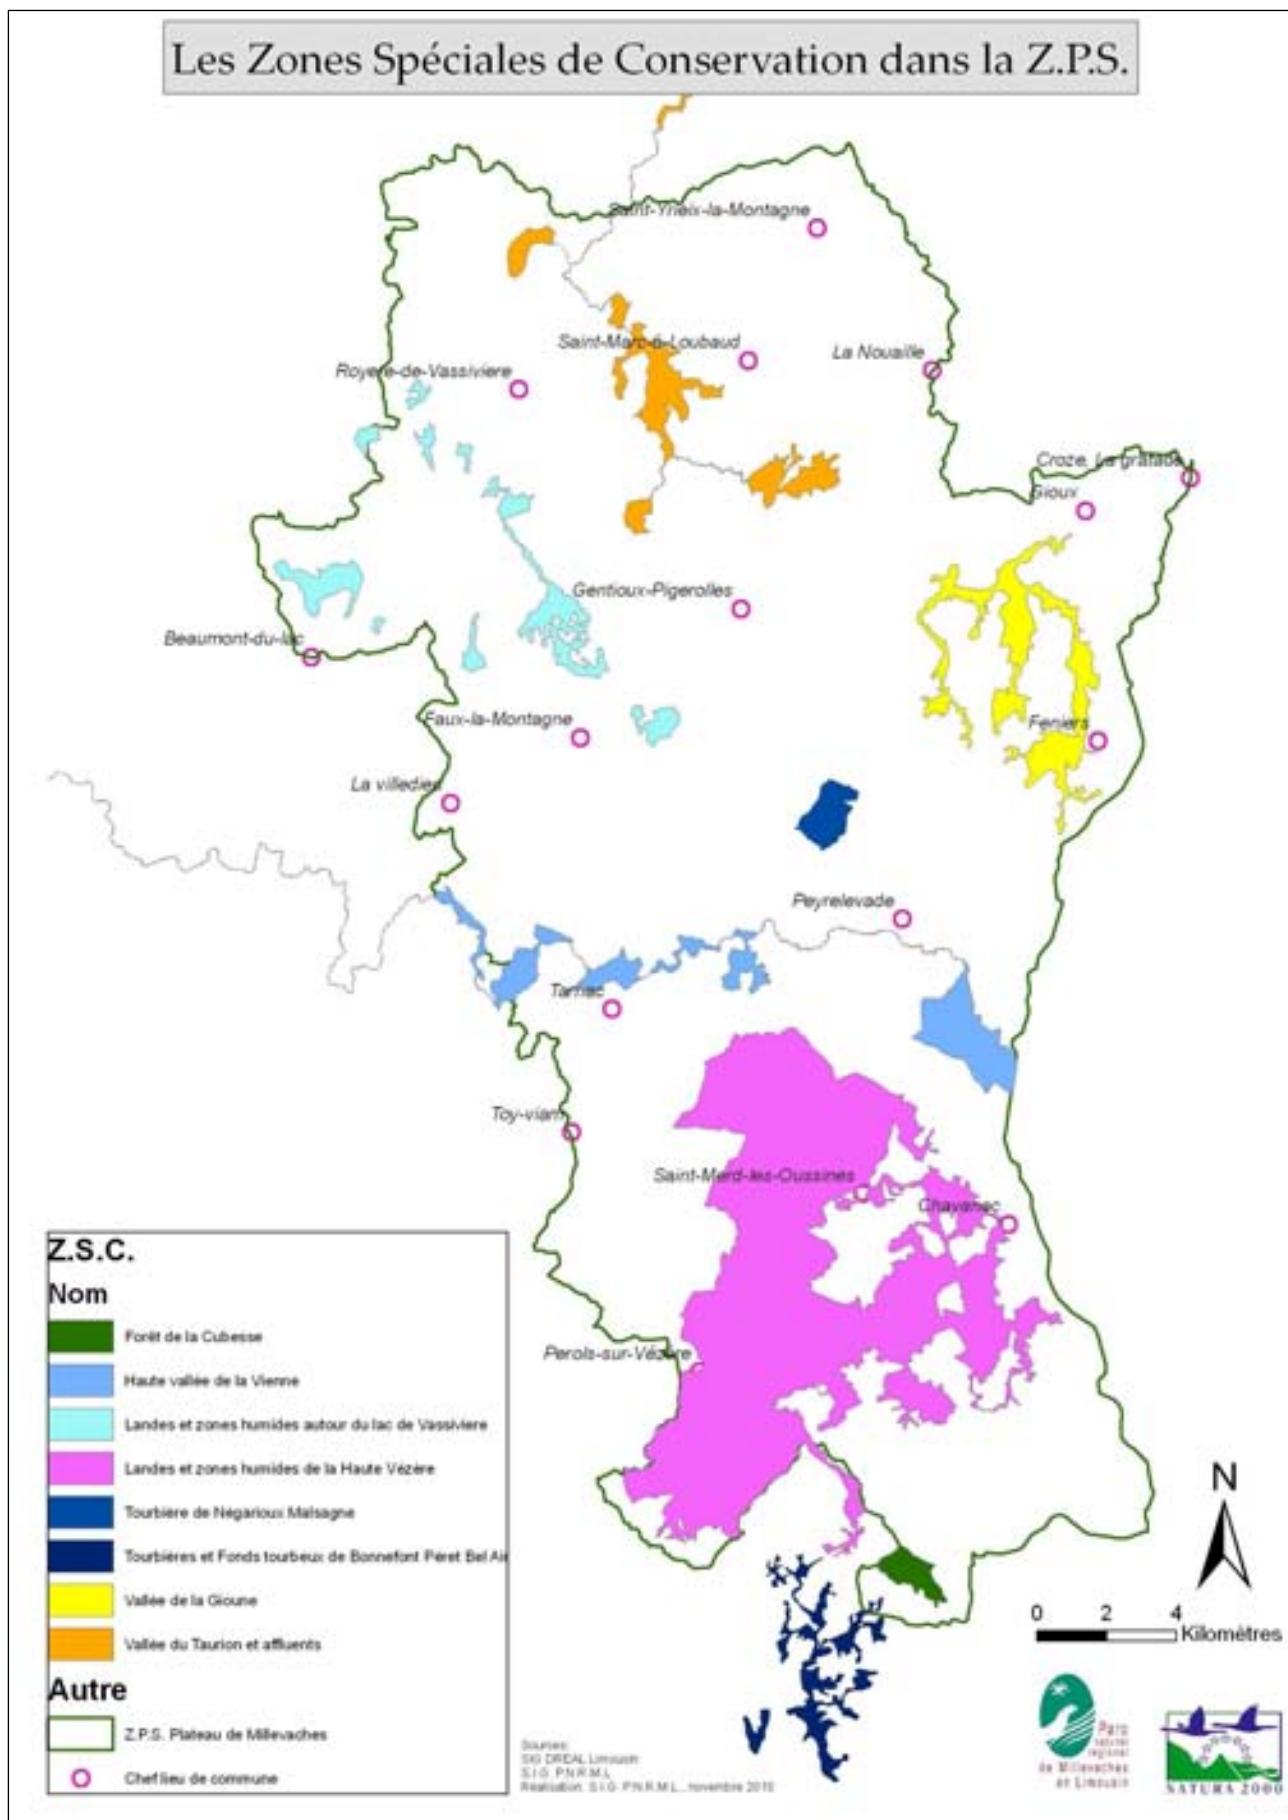 Les Zones Spéciales de Conservation dans la Z.P.S.
Saint-Yrieix-la-Montagne
Saint-Marc-à-Loubaud
La Nouaille
Royere-de-Vassiviere
Croze, La gratade
Gioux
Gentioux-Pigerolles
Beaumont-du-lac
Faux-la-Montagne
Feniers
La villedieu
Peyrelevade
Tarnac
Toy-viam
Saint-Merd-les-Oussines
Chavanac
Perols-sur-Vézère
Z.S.C.
Nom
Forêt de la Cubesse
Haute vallée de la Vienne
Landes et zones humides autour du lac de Vassiviere
Landes et zones humides de la Haute Vézère
Tourbière de Négarioux Malsagne
Tourbières et Fonds tourbeux de Bonnefont Péret Bel Air
Vallée de la Gioune
Vallée du Taurion et affluents
Autre
Z.P.S. Plateau de Millevaches
Chef lieu de commune
N
0 2 4
Kilomètres
Sources:
SIG DREAL Limousin
S.I.G. P.N.R.M.L
Réalisation: S.I.G. P.N.R.M.L., novembre 2010
Parc
naturel
régional
de Millevaches
en Limousin
NATURA 2000